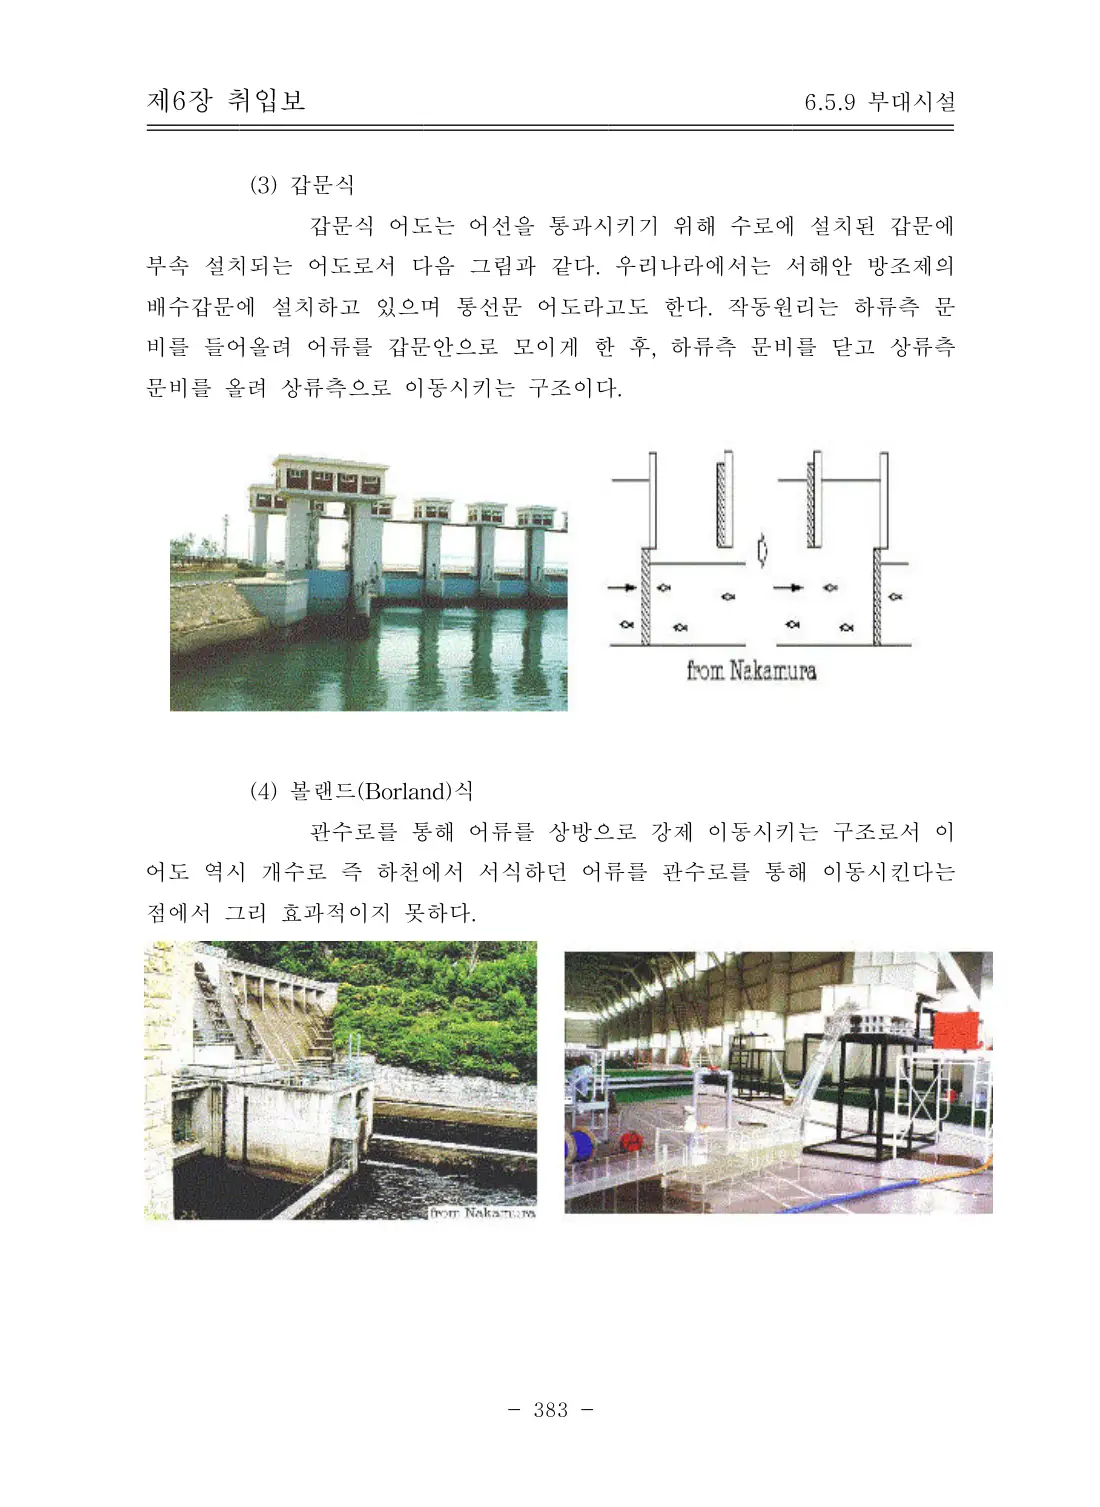 제6장 취입보
6.5.9 부대시설
(3) 갑문식
갑문식 어도는 어선을 통과시키기 위해 수로에 설치된 갑문에
부속 설치되는 어도로서 다음 그림과 같다. 우리나라에서는 서해안 방조제의
배수갑문에 설치하고 있으며 통선문 어도라고도 한다. 작동원리는 하류측 문
비를 들어올려 어류를 갑문안으로 모이게 한 후, 하류측 문비를 닫고 상류측
문비를 올려 상류측으로 이동시키는 구조이다.
from Nakamura
(4) 볼랜드(Borland)식
관수로를 통해 어류를 상방으로 강제 이동시키는 구조로서 이
어도 역시 개수로 즉 하천에서 서식하던 어류를 관수로를 통해 이동시킨다는
점에서 그리 효과적이지 못하다.
from Nakamura
- 383 -